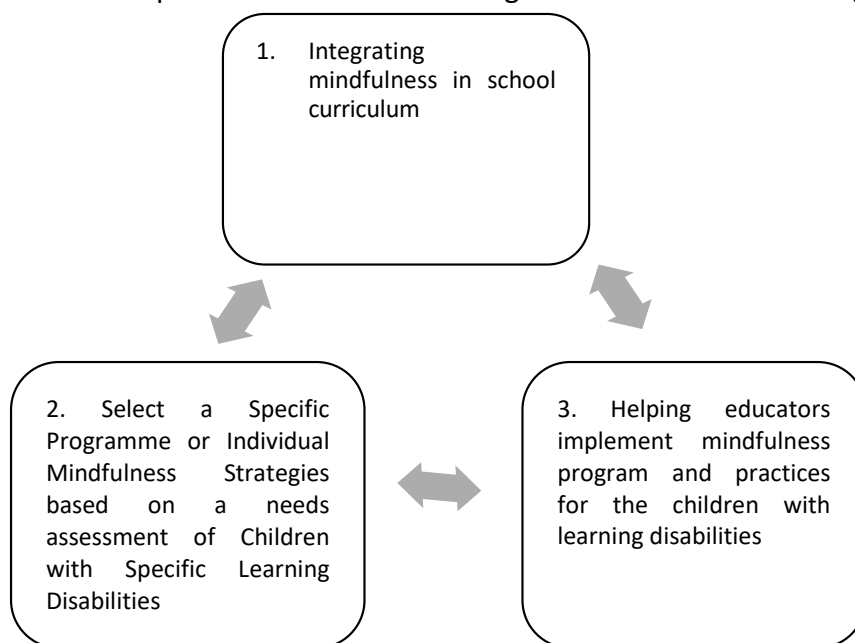 1. Integrating
mindfulness in school
curriculum
2. Select a Specific
Programme or Individual
Mindfulness Strategies
based on a needs
assessment of Children
with Specific Learning
Disabilities
3. Helping educators
implement mindfulness
program and practices
for the children with
learning disabilities